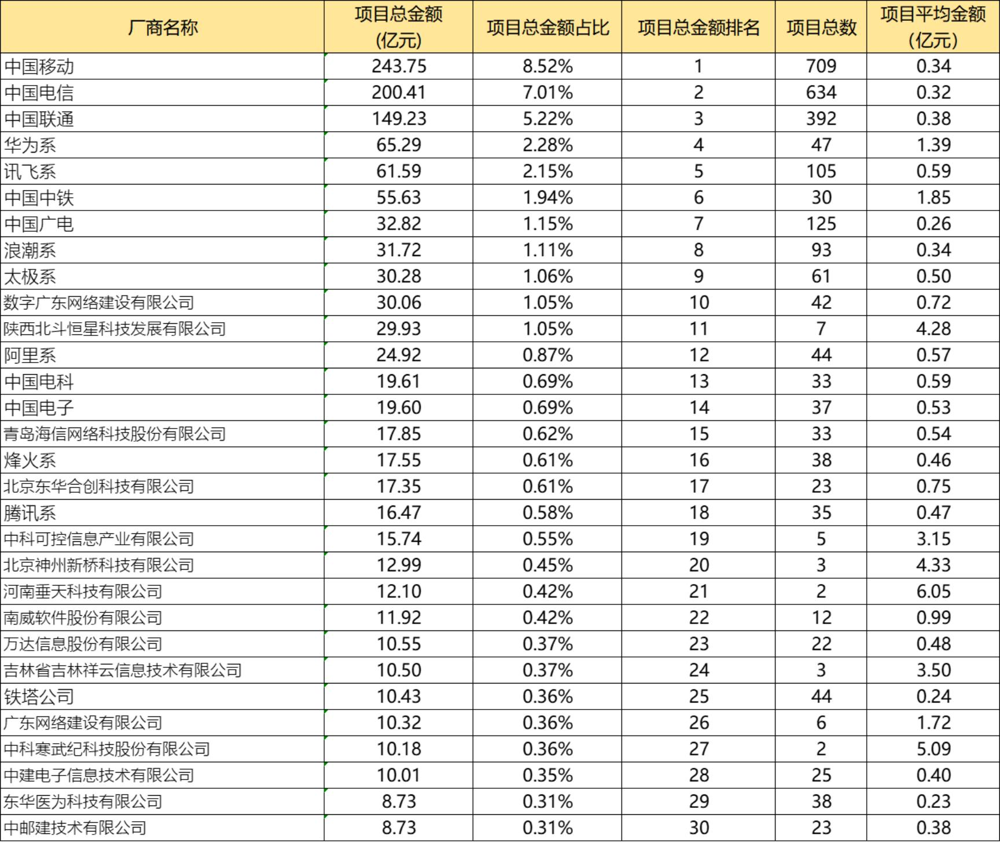 厂商名称 项目总金额(亿元) 项目总金额占比 项目总金额排名 项目总数 项目平均金额(亿元)
中国移动 243.75 8.52% 1 709 0.34
中国电信 200.41 7.01% 2 634 0.32
中国联通 149.23 5.22% 3 392 0.38
华为系 65.29 2.28% 4 47 1.39
讯飞系 61.59 2.15% 5 105 0.59
中国中铁 55.63 1.94% 6 30 1.85
中国广电 32.82 1.15% 7 125 0.26
浪潮系 31.72 1.11% 8 93 0.34
太极系 30.28 1.06% 9 61 0.50
数字广东网络建设有限公司 30.06 1.05% 10 42 0.72
陕西北斗恒星科技发展有限公司 29.93 1.05% 11 7 4.28
阿里系 24.92 0.87% 12 44 0.57
中国电科 19.61 0.69% 13 33 0.59
中国电子 19.60 0.69% 14 37 0.53
青岛海信网络科技股份有限公司 17.85 0.62% 15 33 0.54
烽火系 17.55 0.61% 16 38 0.46
北京东华合创科技有限公司 17.35 0.61% 17 23 0.75
腾讯系 16.47 0.58% 18 35 0.47
中科可控信息产业有限公司 15.74 0.55% 19 5 3.15
北京神州新桥科技有限公司 12.99 0.45% 20 3 4.33
河南垂天科技有限公司 12.10 0.42% 21 2 6.05
南威软件股份有限公司 11.92 0.42% 22 12 0.99
万达信息股份有限公司 10.55 0.37% 23 22 0.48
吉林省吉林祥云信息技术有限公司 10.50 0.37% 24 3 3.50
铁塔公司 10.43 0.36% 25 44 0.24
广东网络建设有限公司 10.32 0.36% 26 6 1.72
中科寒武纪科技股份有限公司 10.18 0.36% 27 2 5.09
中建电子信息技术有限公司 10.01 0.35% 28 25 0.40
东华医为科技有限公司 8.73 0.31% 29 38 0.23
中邮建技术有限公司 8.73 0.31% 30 23 0.38